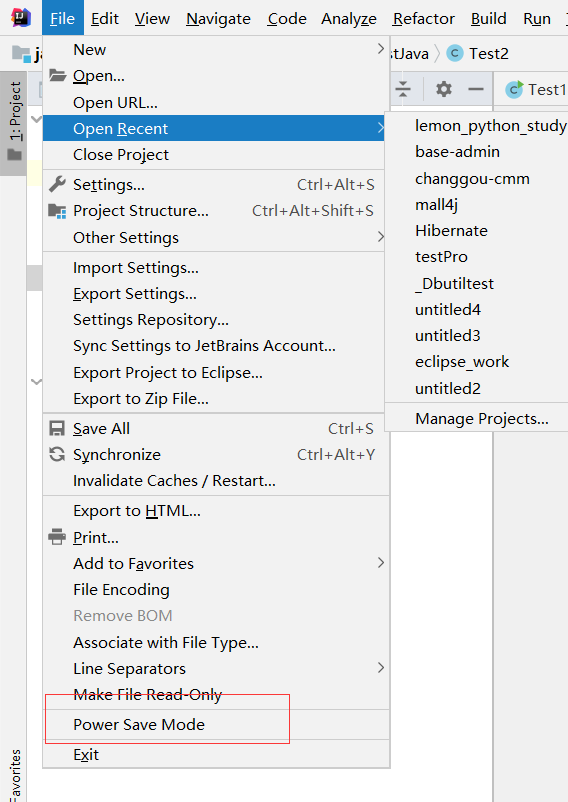 File Edit View Navigate Code Analyze Refactor Build Run
stJava Test2
1: Project
Test1
New
Open...
Open URL...
Open Recent
Close Project
Settings... Ctrl+Alt+S
Project Structure... Ctrl+Alt+Shift+S
Other Settings
Import Settings...
Export Settings...
Settings Repository...
Sync Settings to JetBrains Account...
Export Project to Eclipse...
Export to Zip File...
Save All Ctrl+S
Synchronize Ctrl+Alt+Y
Invalidate Caches / Restart...
Export to HTML...
Print...
Add to Favorites
File Encoding
Remove BOM
Associate with File Type...
Line Separators
Make File Read-Only
Power Save Mode
Exit
lemon_python_study
base-admin
changgou-cmm
mall4j
Hibernate
testPro
_Dbutiltest
untitled4
untitled3
eclipse_work
untitled2
Manage Projects...
avorites